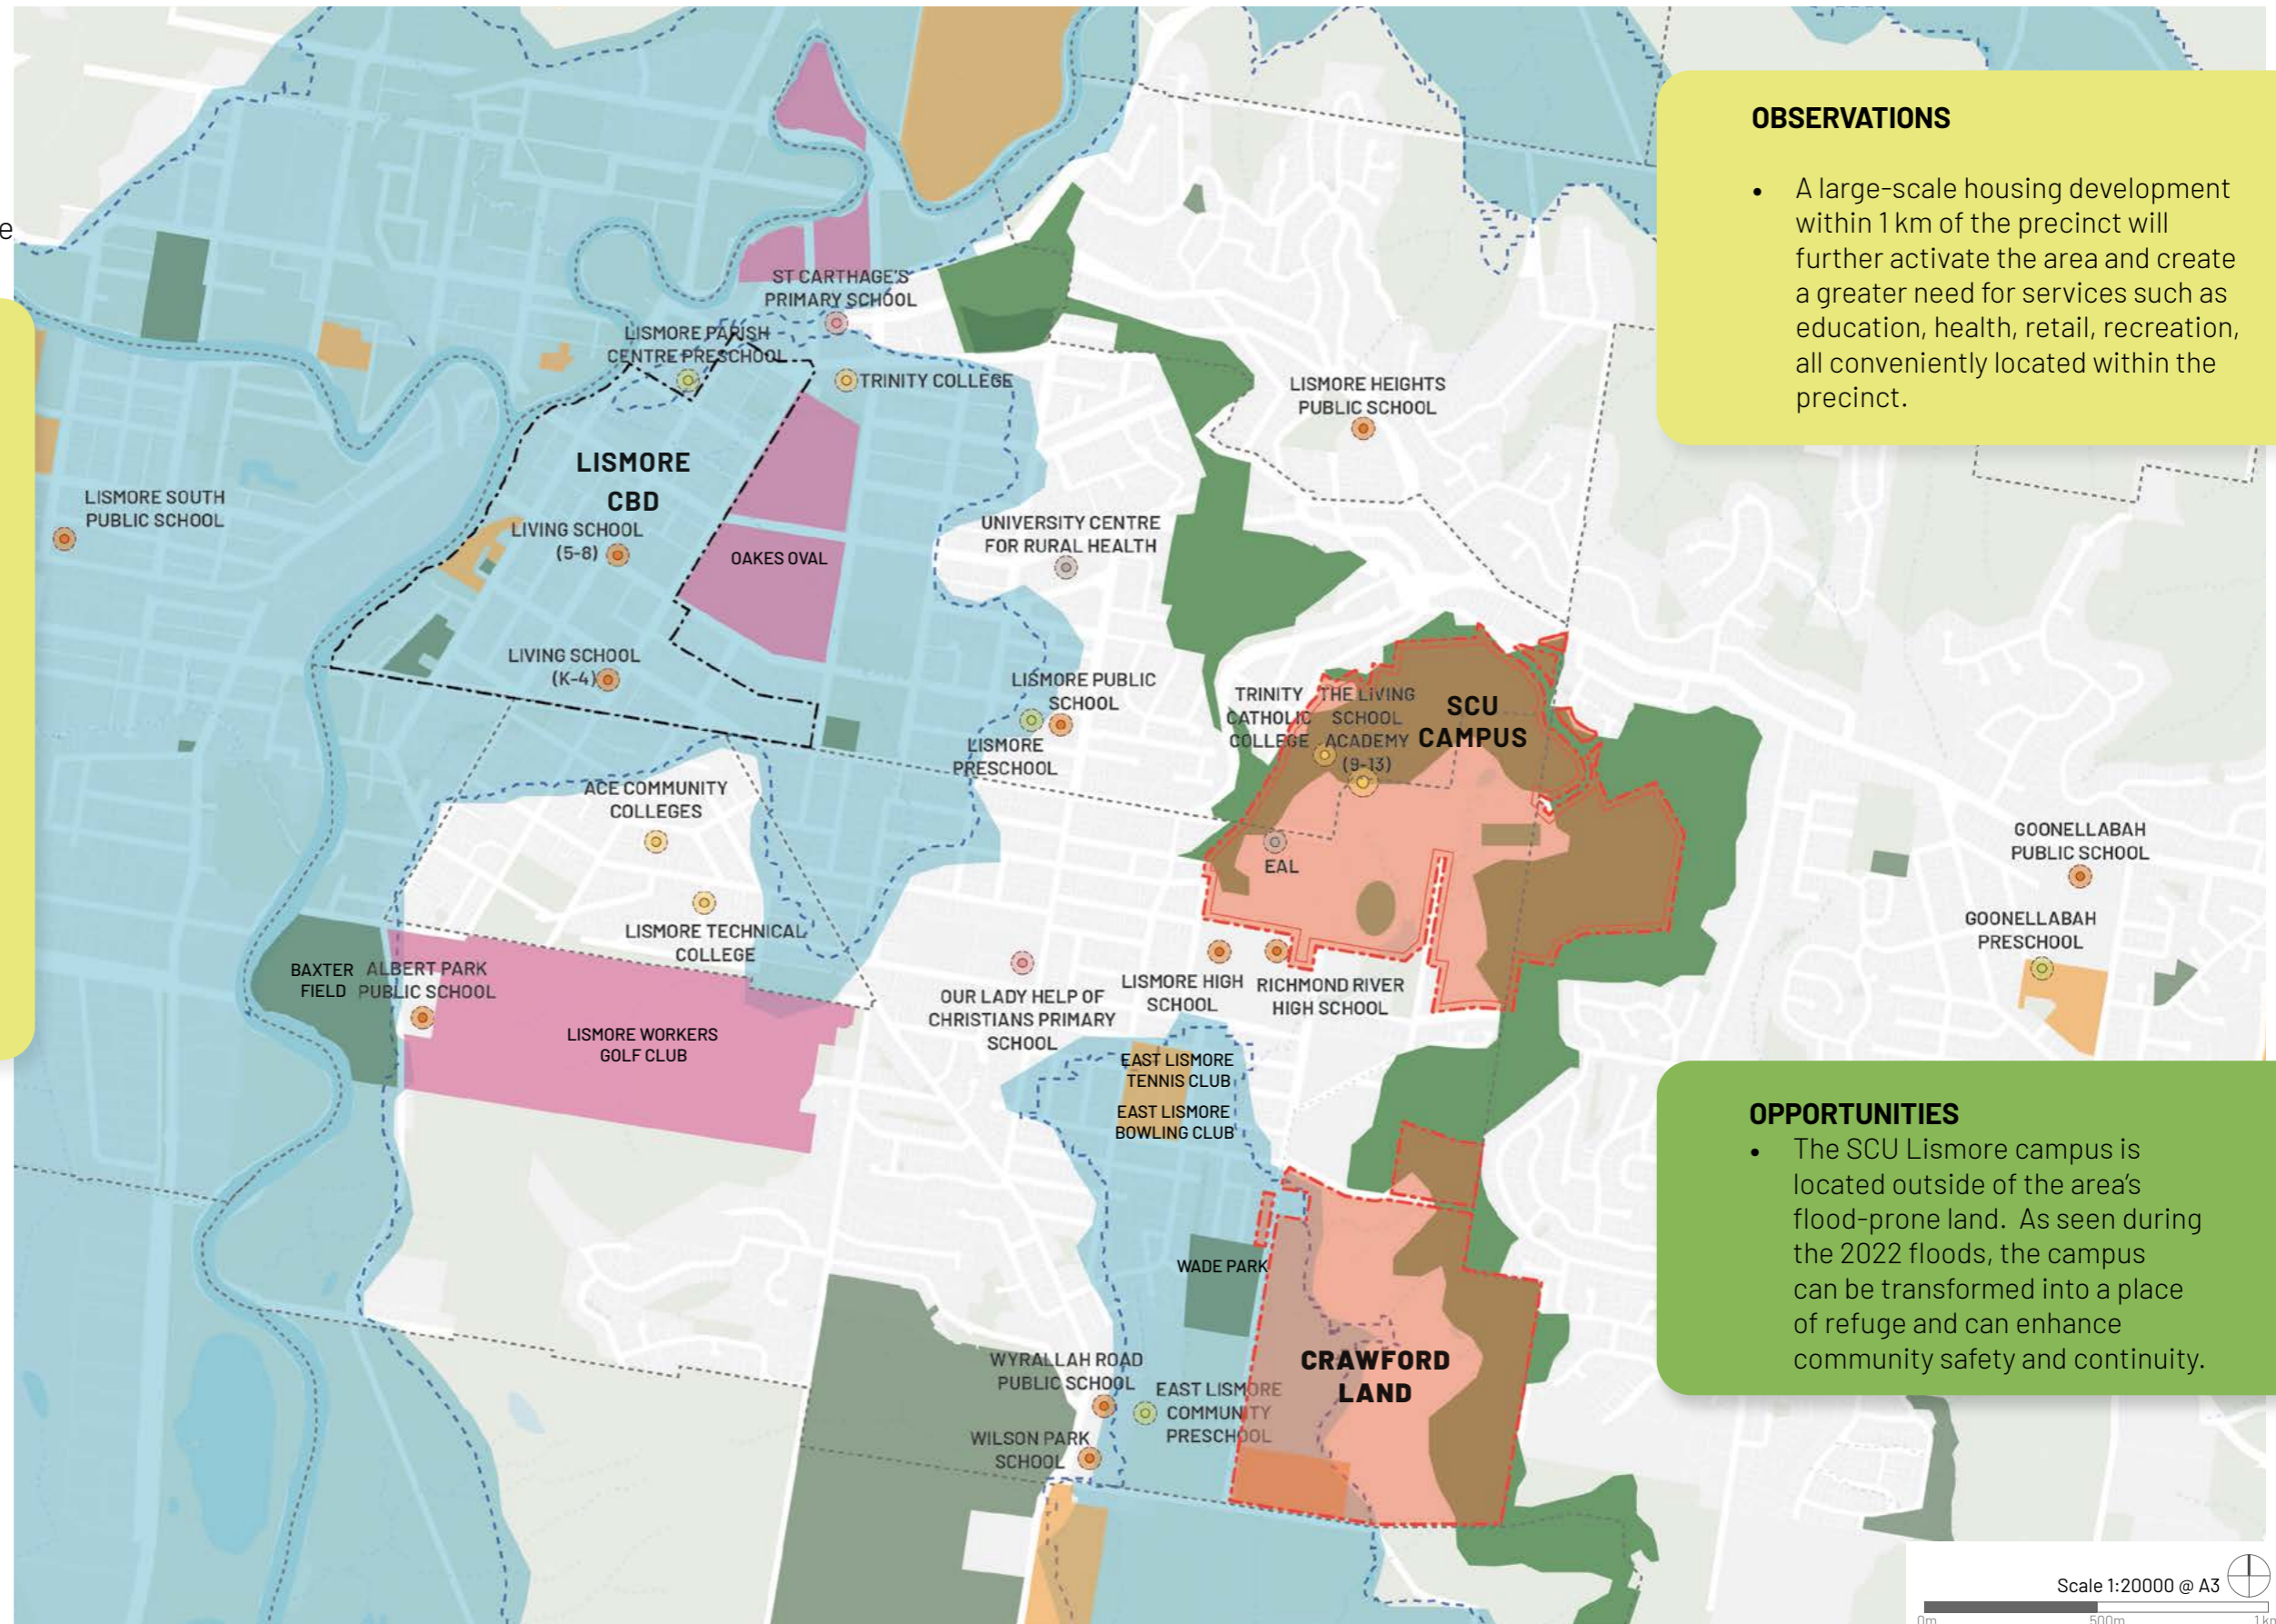 e
OBSERVATIONS
• A large-scale housing development
within 1 km of the precinct will
further activate the area and create
a greater need for services such as
education, health, retail, recreation,
all conveniently located within the
precinct.
ST CARTHAGE'S
PRIMARY SCHOOL
LISMORE PARISH
CENTRE PRESCHOOL
TRINITY COLLEGE
LISMORE HEIGHTS
PUBLIC SCHOOL
LISMORE
CBD
LISMORE SOUTH
PUBLIC SCHOOL
LIVING SCHOOL
(5-8)
OAKES OVAL
UNIVERSITY CENTRE
FOR RURAL HEALTH
LIVING SCHOOL
(K-4)
LISMORE PUBLIC
SCHOOL
LISMORE
PRESCHOOL
TRINITY
CATHOLIC
COLLEGE
THE LIVING
SCHOOL
ACADEMY
(9-13)
SCU
CAMPUS
ACE COMMUNITY
COLLEGES
EAL
GOONELLABAH
PUBLIC SCHOOL
LISMORE TECHNICAL
COLLEGE
GOONELLABAH
PRESCHOOL
BAXTER
FIELD
ALBERT PARK
PUBLIC SCHOOL
LISMORE WORKERS
GOLF CLUB
OUR LADY HELP OF
CHRISTIANS PRIMARY
SCHOOL
LISMORE HIGH
SCHOOL
RICHMOND RIVER
HIGH SCHOOL
EAST LISMORE
TENNIS CLUB
EAST LISMORE
BOWLING CLUB
OPPORTUNITIES
• The SCU Lismore campus is
located outside of the area's
flood-prone land. As seen during
the 2022 floods, the campus
can be transformed into a place
of refuge and can enhance
community safety and continuity.
WADE PARK
CRAWFORD
LAND
WYRALLAH ROAD
PUBLIC SCHOOL
EAST LISMORE
COMMUNITY
PRESCHOOL
WILSON PARK
SCHOOL
Scale 1:20000 @ A3
0m 500m 1 km